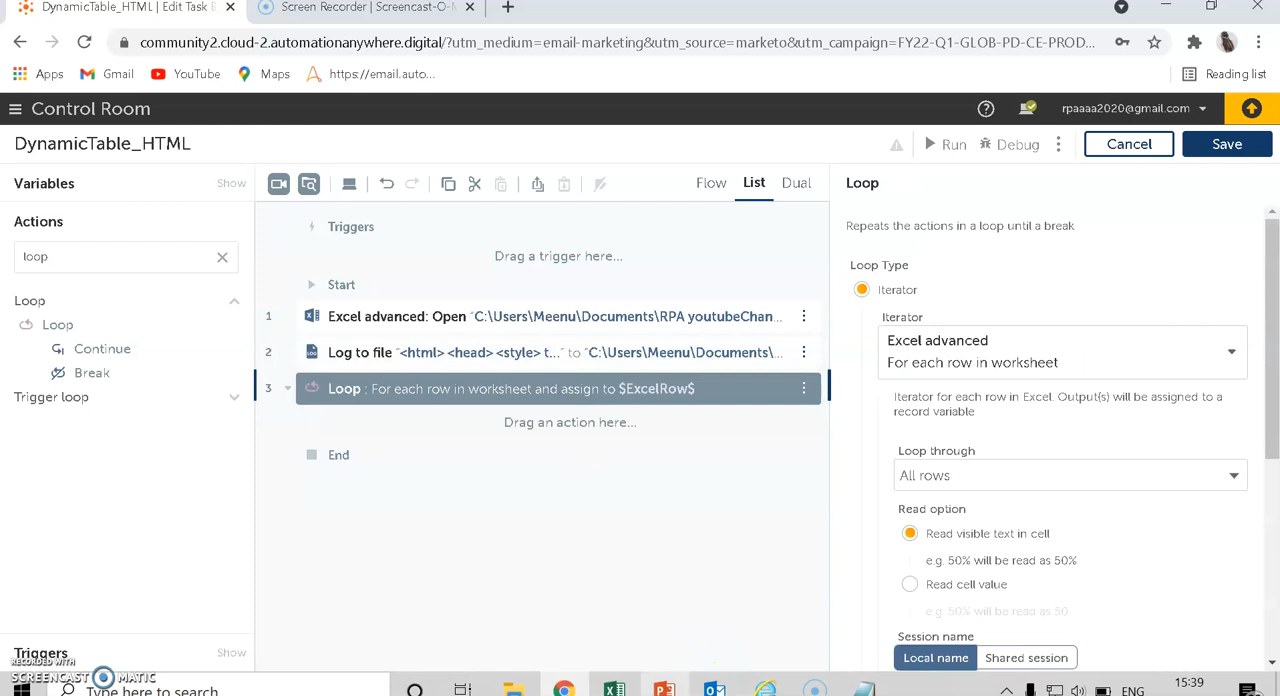 DynamicTable_HTML | Edit Task B
Screen Recorder | Screencast-O-M
community2.cloud-2.automationanywhere.digital/?utm_medium=email-marketing&utm_source=marketo&utm_campaign=FY22-Q1-GLOB-PD-CE-PROD...
Apps Gmail YouTube Maps https://email.auto... Reading list
Control Room rpaaaa2020@gmail.com
DynamicTable_HTML Run Debug Cancel Save
Variables Show
Flow List Dual
Loop
Actions
loop
Loop
Loop
Continue
Break
Trigger loop
Triggers Show
Triggers
Drag a trigger here...
Start
1 Excel advanced: Open "C:\Users\Meenu\Documents\RPA youtubeChan...
2 Log to file "<html> <head> <style> t..." to "C:\Users\Meenu\Documents\...
3 Loop : For each row in worksheet and assign to $ExcelRow$
Drag an action here...
End
Repeats the actions in a loop until a break
Loop Type
Iterator
Iterator
Excel advanced
For each row in worksheet
Iterator for each row in Excel. Output(s) will be assigned to a
record variable
Loop through
All rows
Read option
Read visible text in cell
e.g. 50% will be read as 50%
Read cell value
e.g. 50% will be read as 50
Session name
Local name Shared session
RECORDED WITH
SCREENCAST MATIC
Type here to search
ENG
15:39